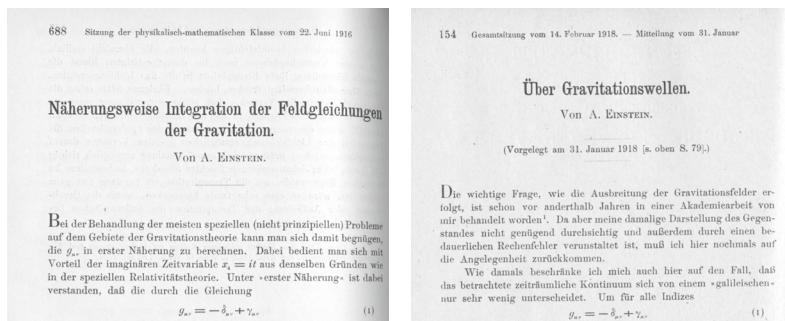 688 Sitzung der physikalisch-mathematischen Klasse vom 22. Juni 1916
Näherungsweise Integration der Feldgleichungen
der Gravitation.
Von A. Einstein.
Bei der Behandlung der meisten speziellen (nicht prinzipiellen) Probleme
auf dem Gebiete der Gravitationstheorie kann man sich damit begnügen,
die gμν in erster Näherung zu berechnen. Dabei bedient man sich mit
Vorteil der imaginären Zeitvariable x₄ = it aus denselben Gründen wie
in der speziellen Relativitätstheorie. Unter »erster Näherung« ist dabei
verstanden, daß die durch die Gleichung
gμν = −δμν + γμν (1)
154 Gesamtsitzung vom 14. Februar 1918. — Mitteilung vom 31. Januar
Über Gravitationswellen.
Von A. Einstein.
(Vorgelegt am 31. Januar 1918 [s. oben S. 79].)
Die wichtige Frage, wie die Ausbreitung der Gravitationsfelder er-
folgt, ist schon vor anderthalb Jahren in einer Akademiearbeit von
mir behandelt worden¹. Da aber meine damalige Darstellung des Gegen-
standes nicht genügend durchsichtig und außerdem durch einen be-
dauerlichen Rechenfehler verunstaltet ist, muß ich hier nochmals auf
die Angelegenheit zurückkommen.
Wie damals beschränke ich mich auch hier auf den Fall, daß
das betrachtete zeiträumliche Kontinuum sich von einem »galileischen«
nur sehr wenig unterscheidet. Um für alle Indizes
gμν = −δμν + γμν (1)